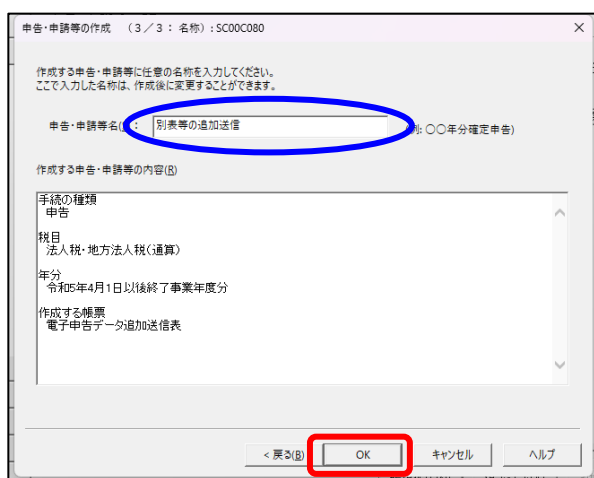 申告・申請等の作成 (3/3:名称):SC00C080
作成する申告・申請等に任意の名称を入力してください。
ここで入力した名称は、作成後に変更することができます。
申告・申請等名 : 別表等の追加送信 例:〇〇年分確定申告)
作成する申告・申請等の内容(R)
手続の種類
申告
税目
法人税・地方法人税(通算)
年分
令和5年4月1日以後終了事業年度分
作成する帳票
電子申告データ追加送信表
< 戻る(B) OK キャンセル ヘルプ